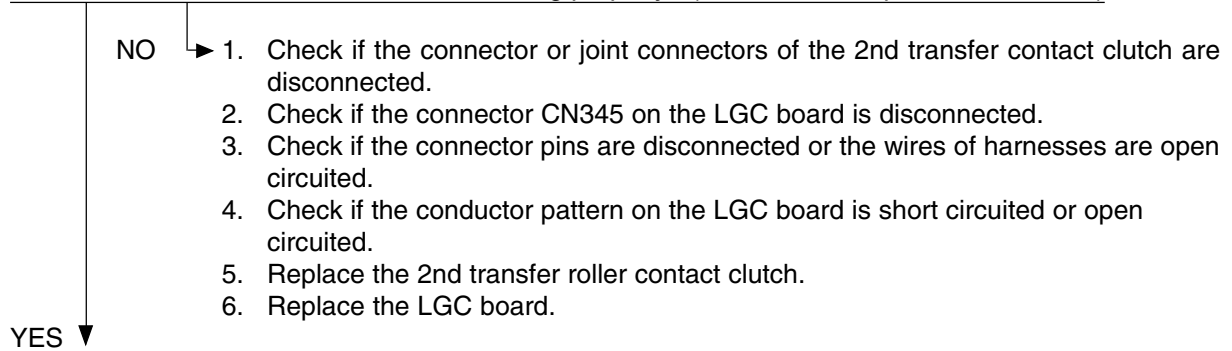 NO 1. Check if the connector or joint connectors of the 2nd transfer contact clutch are
disconnected.
2. Check if the connector CN345 on the LGC board is disconnected.
3. Check if the connector pins are disconnected or the wires of harnesses are open
circuited.
4. Check if the conductor pattern on the LGC board is short circuited or open
circuited.
5. Replace the 2nd transfer roller contact clutch.
6. Replace the LGC board.
YES